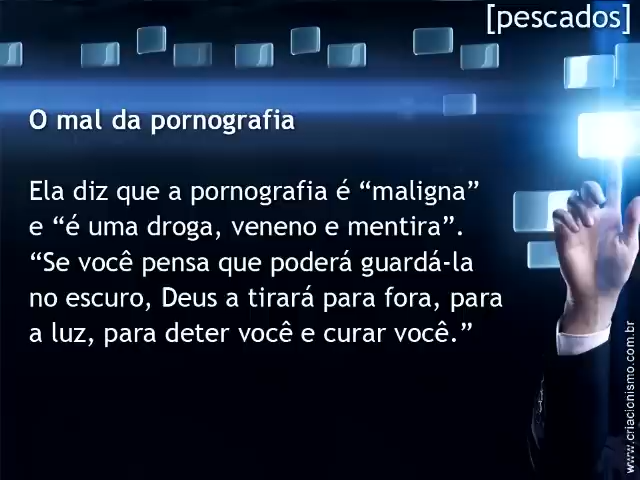 [pescados]
O mal da pornografia
Ela diz que a pornografia é “maligna”
e “é uma droga, veneno e mentira”.
“Se você pensa que poderá guardá-la
no escuro, Deus a tirará para fora, para
a luz, para deter você e curar você.”
www.criacionismo.com.br